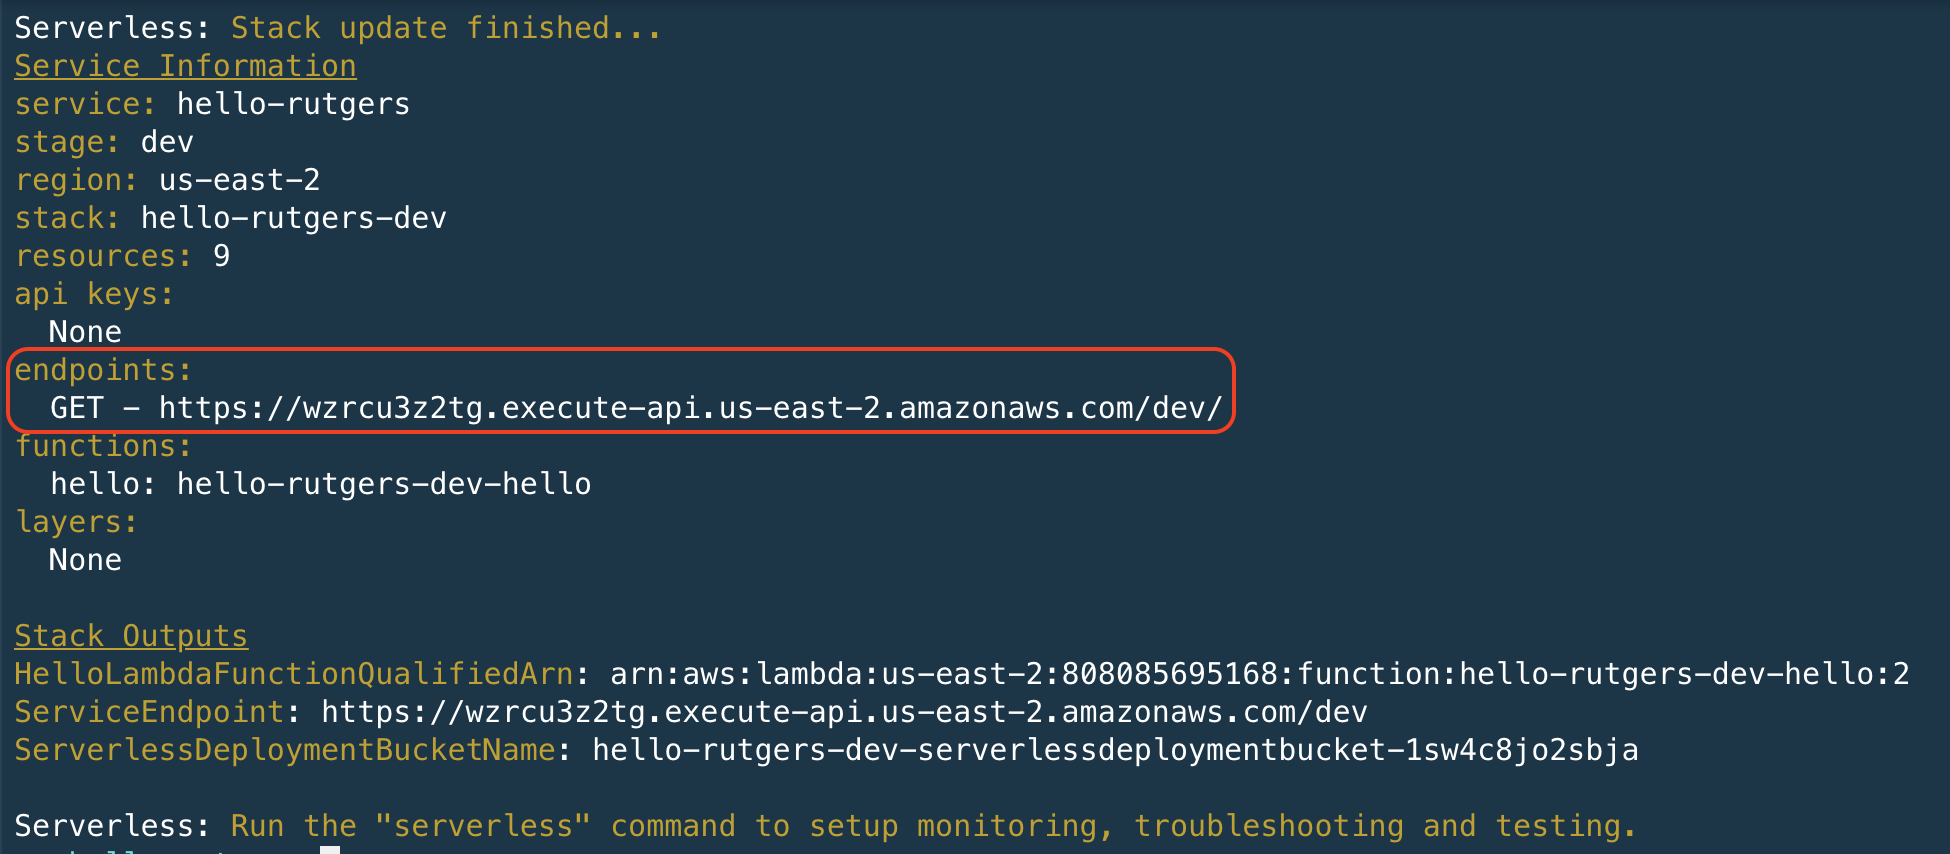 Serverless: Stack update finished...
Service Information
service: hello-rutgers
stage: dev
region: us-east-2
stack: hello-rutgers-dev
resources: 9
api keys:
  None
endpoints:
  GET - https://wzrcu3z2tg.execute-api.us-east-2.amazonaws.com/dev/
functions:
  hello: hello-rutgers-dev-hello
layers:
  None

Stack Outputs
HelloLambdaFunctionQualifiedArn: arn:aws:lambda:us-east-2:808085695168:function:hello-rutgers-dev-hello:2
ServiceEndpoint: https://wzrcu3z2tg.execute-api.us-east-2.amazonaws.com/dev
ServerlessDeploymentBucketName: hello-rutgers-dev-serverlessdeploymentbucket-1sw4c8jo2sbja

Serverless: Run the "serverless" command to setup monitoring, troubleshooting and testing.